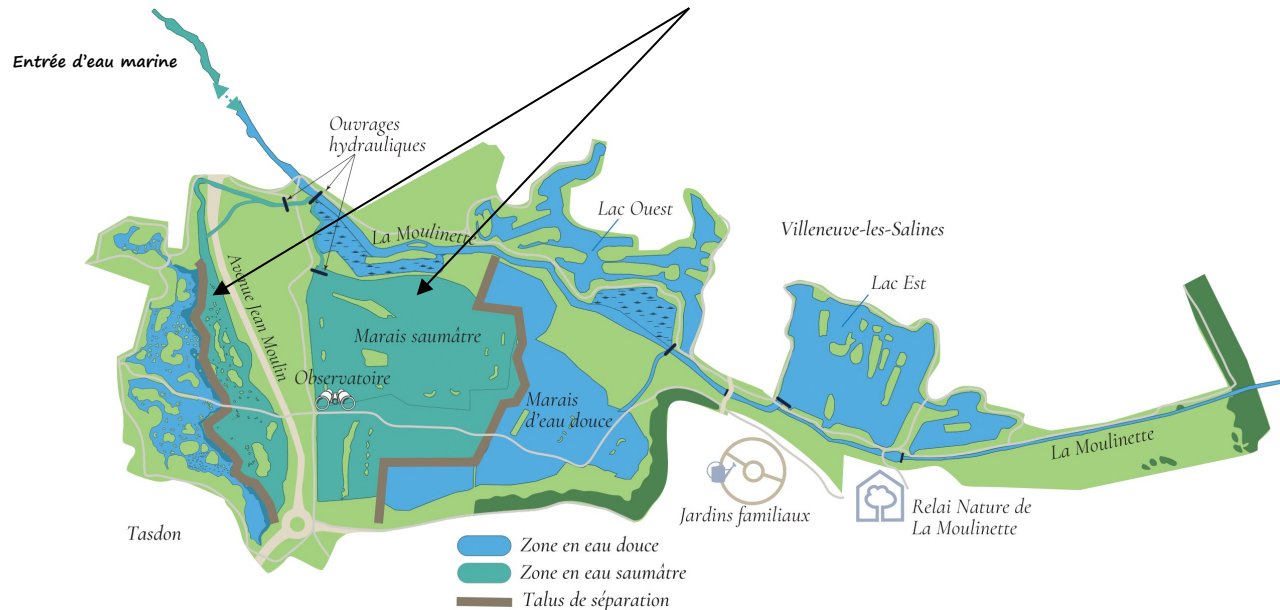 Entrée d'eau marine
Ouvrages
hydrauliques
Lac Ouest
La Moulinette
Villeneuve-les-Salines
Avenue Jean Moulin
Lac Est
Marais saumâtre
Observatoire
Marais
d'eau douce
La Moulinette
Jardins familiaux
Relai Nature de
La Moulinette
Tasdon
Zone en eau douce
Zone en eau saumâtre
Talus de séparation